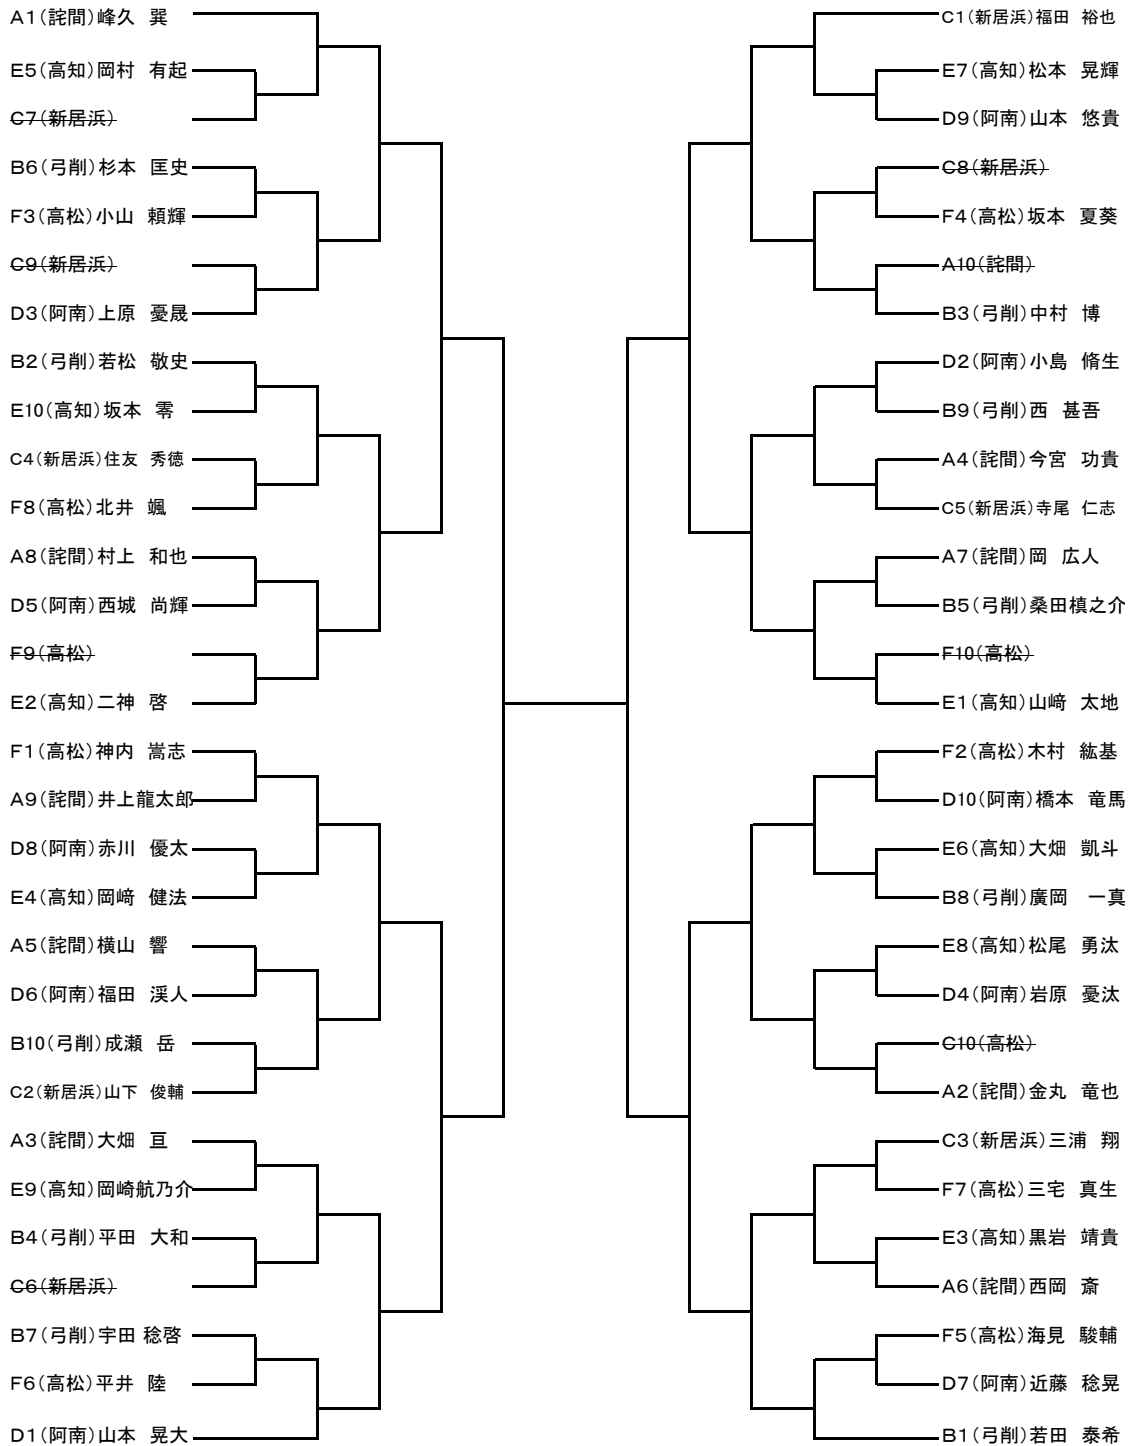 A1(詫間)峰久 巽
E5(高知)岡村 有起
C7(新居浜)
B6(弓削)杉本 匡史
F3(高松)小山 頼輝
C9(新居浜)
D3(阿南)上原 憂晟
B2(弓削)若松 敬史
E10(高知)坂本 零
C4(新居浜)住友 秀徳
F8(高松)北井 颯
A8(詫間)村上 和也
D5(阿南)西城 尚輝
F9(高松)
E2(高知)二神 啓
F1(高松)神内 嵩志
A9(詫間)井上龍太郎
D8(阿南)赤川 優太
E4(高知)岡﨑 健法
A5(詫間)横山 響
D6(阿南)福田 渓人
B10(弓削)成瀬 岳
C2(新居浜)山下 俊輔
A3(詫間)大畑 亘
E9(高知)岡崎航乃介
B4(弓削)平田 大和
C6(新居浜)
B7(弓削)宇田 稔啓
F6(高松)平井 陸
D1(阿南)山本 晃大
C1(新居浜)福田 裕也
E7(高知)松本 晃輝
D9(阿南)山本 悠貴
C8(新居浜)
F4(高松)坂本 夏葵
A10(詫間)
B3(弓削)中村 博
D2(阿南)小島 脩生
B9(弓削)西 甚吾
A4(詫間)今宮 功貴
C5(新居浜)寺尾 仁志
A7(詫間)岡 広人
B5(弓削)桑田槙之介
F10(高松)
E1(高知)山﨑 太地
F2(高松)木村 紘基
D10(阿南)橋本 竜馬
E6(高知)大畑 凱斗
B8(弓削)廣岡 一真
E8(高知)松尾 勇汰
D4(阿南)岩原 憂汰
C10(高松)
A2(詫間)金丸 竜也
C3(新居浜)三浦 翔
F7(高松)三宅 真生
E3(高知)黒岩 靖貴
A6(詫間)西岡 斎
F5(高松)海見 駿輔
D7(阿南)近藤 稔晃
B1(弓削)若田 泰希